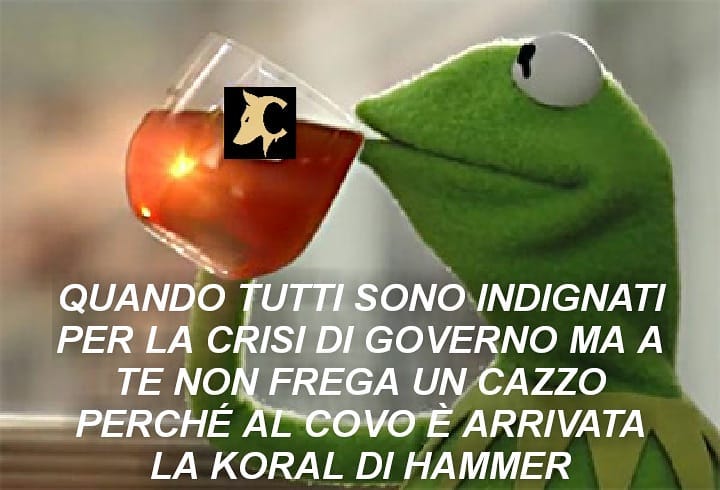 C
QUANDO TUTTI SONO INDIGNATI
PER LA CRISI DI GOVERNO MA A
TE NON FREGA UN CAZZO
PERCHÉ AL COVO È ARRIVATA
LA KORAL DI HAMMER